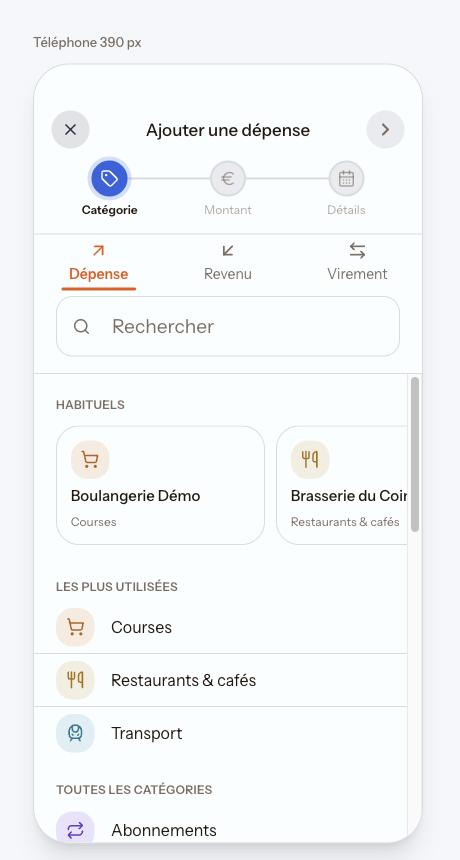 Téléphone 390 px
Ajouter une dépense
Catégorie
Montant
Détails
Dépense
Revenu
Virement
Rechercher
HABITUELS
Boulangerie Démo
Courses
Brasserie du Coin
Restaurants & cafés
LES PLUS UTILISÉES
Courses
Restaurants & cafés
Transport
TOUTES LES CATÉGORIES
Abonnements